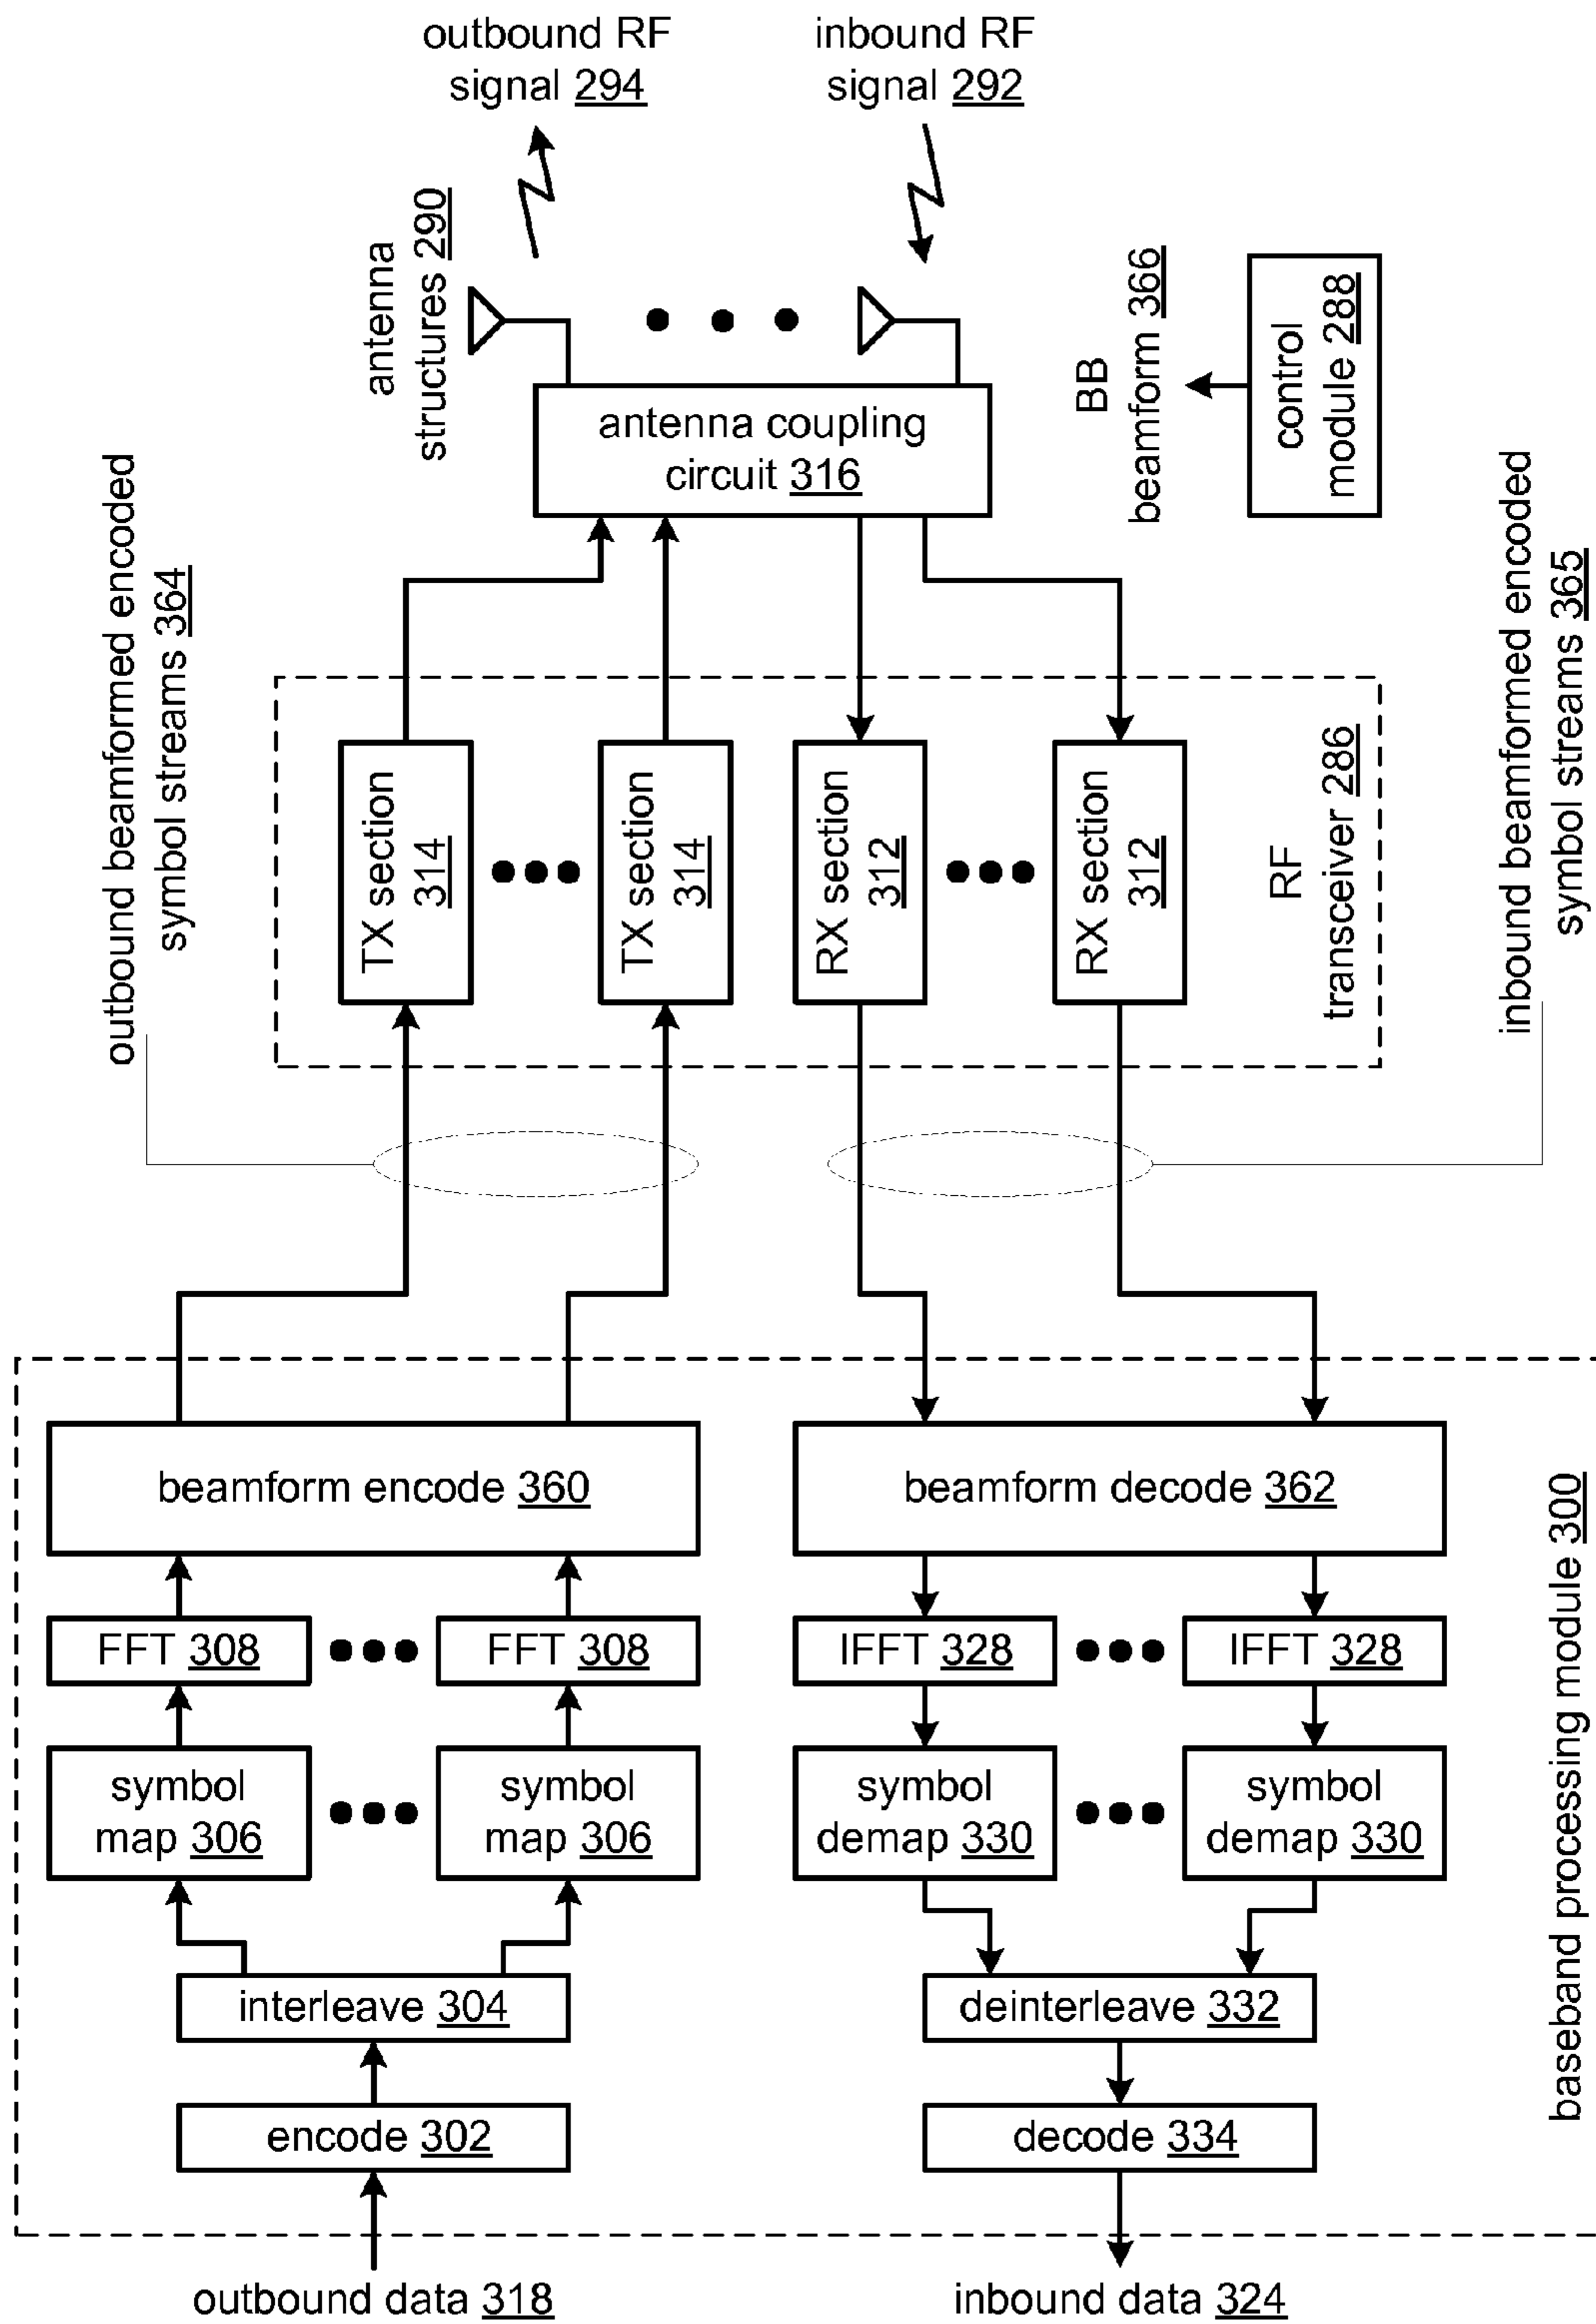 outbound RF
signal 294
inbound RF
signal 292
antenna
structures 290
antenna coupling
circuit 316
BB
beamform 366
control
module 288
outbound beamformed encoded
symbol streams 364
inbound beamformed encoded
symbol streams 365
TX section
314
TX section
314
RX section
312
RX section
312
RF
transceiver 286
beamform encode 360
beamform decode 362
FFT 308
FFT 308
IFFT 328
IFFT 328
symbol
map 306
symbol
map 306
symbol
demap 330
symbol
demap 330
interleave 304
deinterleave 332
encode 302
decode 334
baseband processing module 300
outbound data 318
inbound data 324